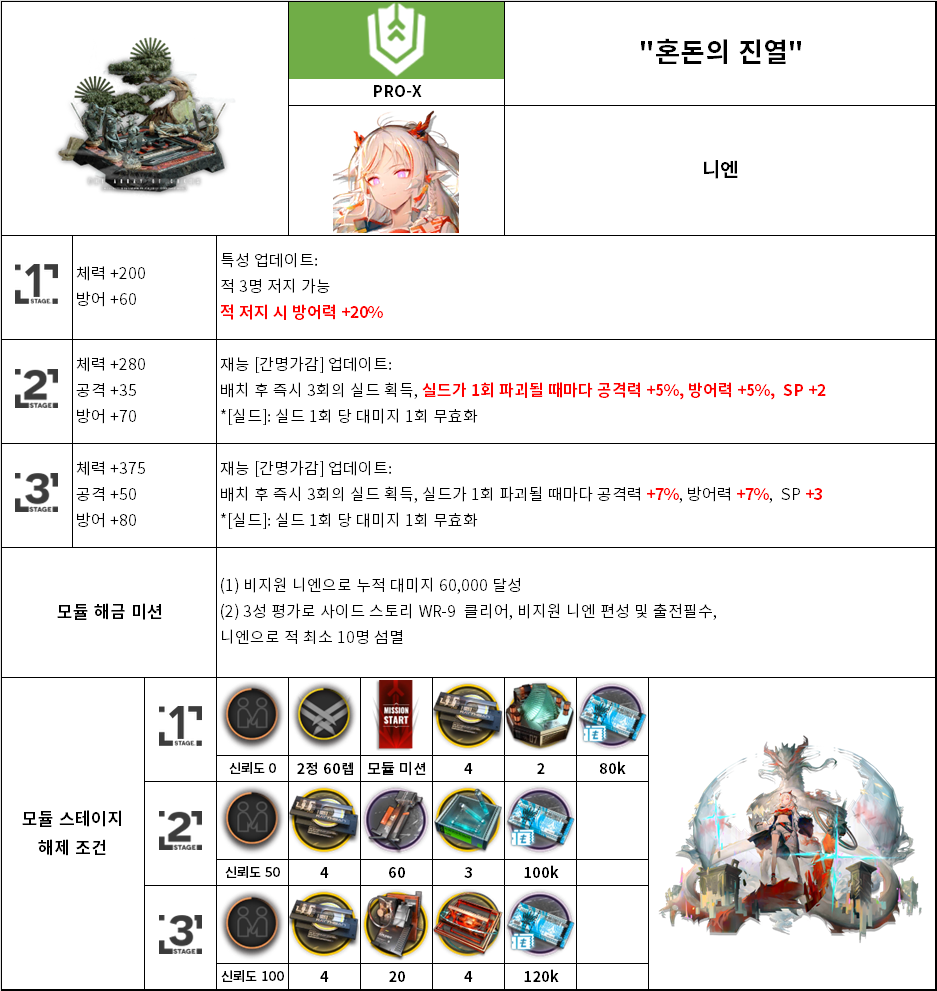 "혼돈의 진열"
PRO-X
니엔
1
STAGE.
체력 +200
방어 +60
특성 업데이트:
적 3명 저지 가능
적 저지 시 방어력 +20%
2
STAGE.
체력 +280
공격 +35
방어 +70
재능 [간명가감] 업데이트:
배치 후 즉시 3회의 실드 획득, 실드가 1회 파괴될 때마다 공격력 +5%, 방어력 +5%, SP +2
*[실드]: 실드 1회 당 대미지 1회 무효화
3
STAGE.
체력 +375
공격 +50
방어 +80
재능 [간명가감] 업데이트:
배치 후 즉시 3회의 실드 획득, 실드가 1회 파괴될 때마다 공격력 +7%, 방어력 +7%, SP +3
*[실드]: 실드 1회 당 대미지 1회 무효화
모듈 해금 미션
(1) 비지원 니엔으로 누적 대미지 60,000 달성
(2) 3성 평가로 사이드 스토리 WR-9 클리어, 비지원 니엔 편성 및 출전필수,
니엔으로 적 최소 10명 섬멸
모듈 스테이지
해제 조건
1
STAGE.
MISSION
START
신뢰도 0
2정 60렙
모듈 미션
4
2
80k
2
STAGE.
신뢰도 50
4
60
3
100k
3
STAGE.
신뢰도 100
4
20
4
120k